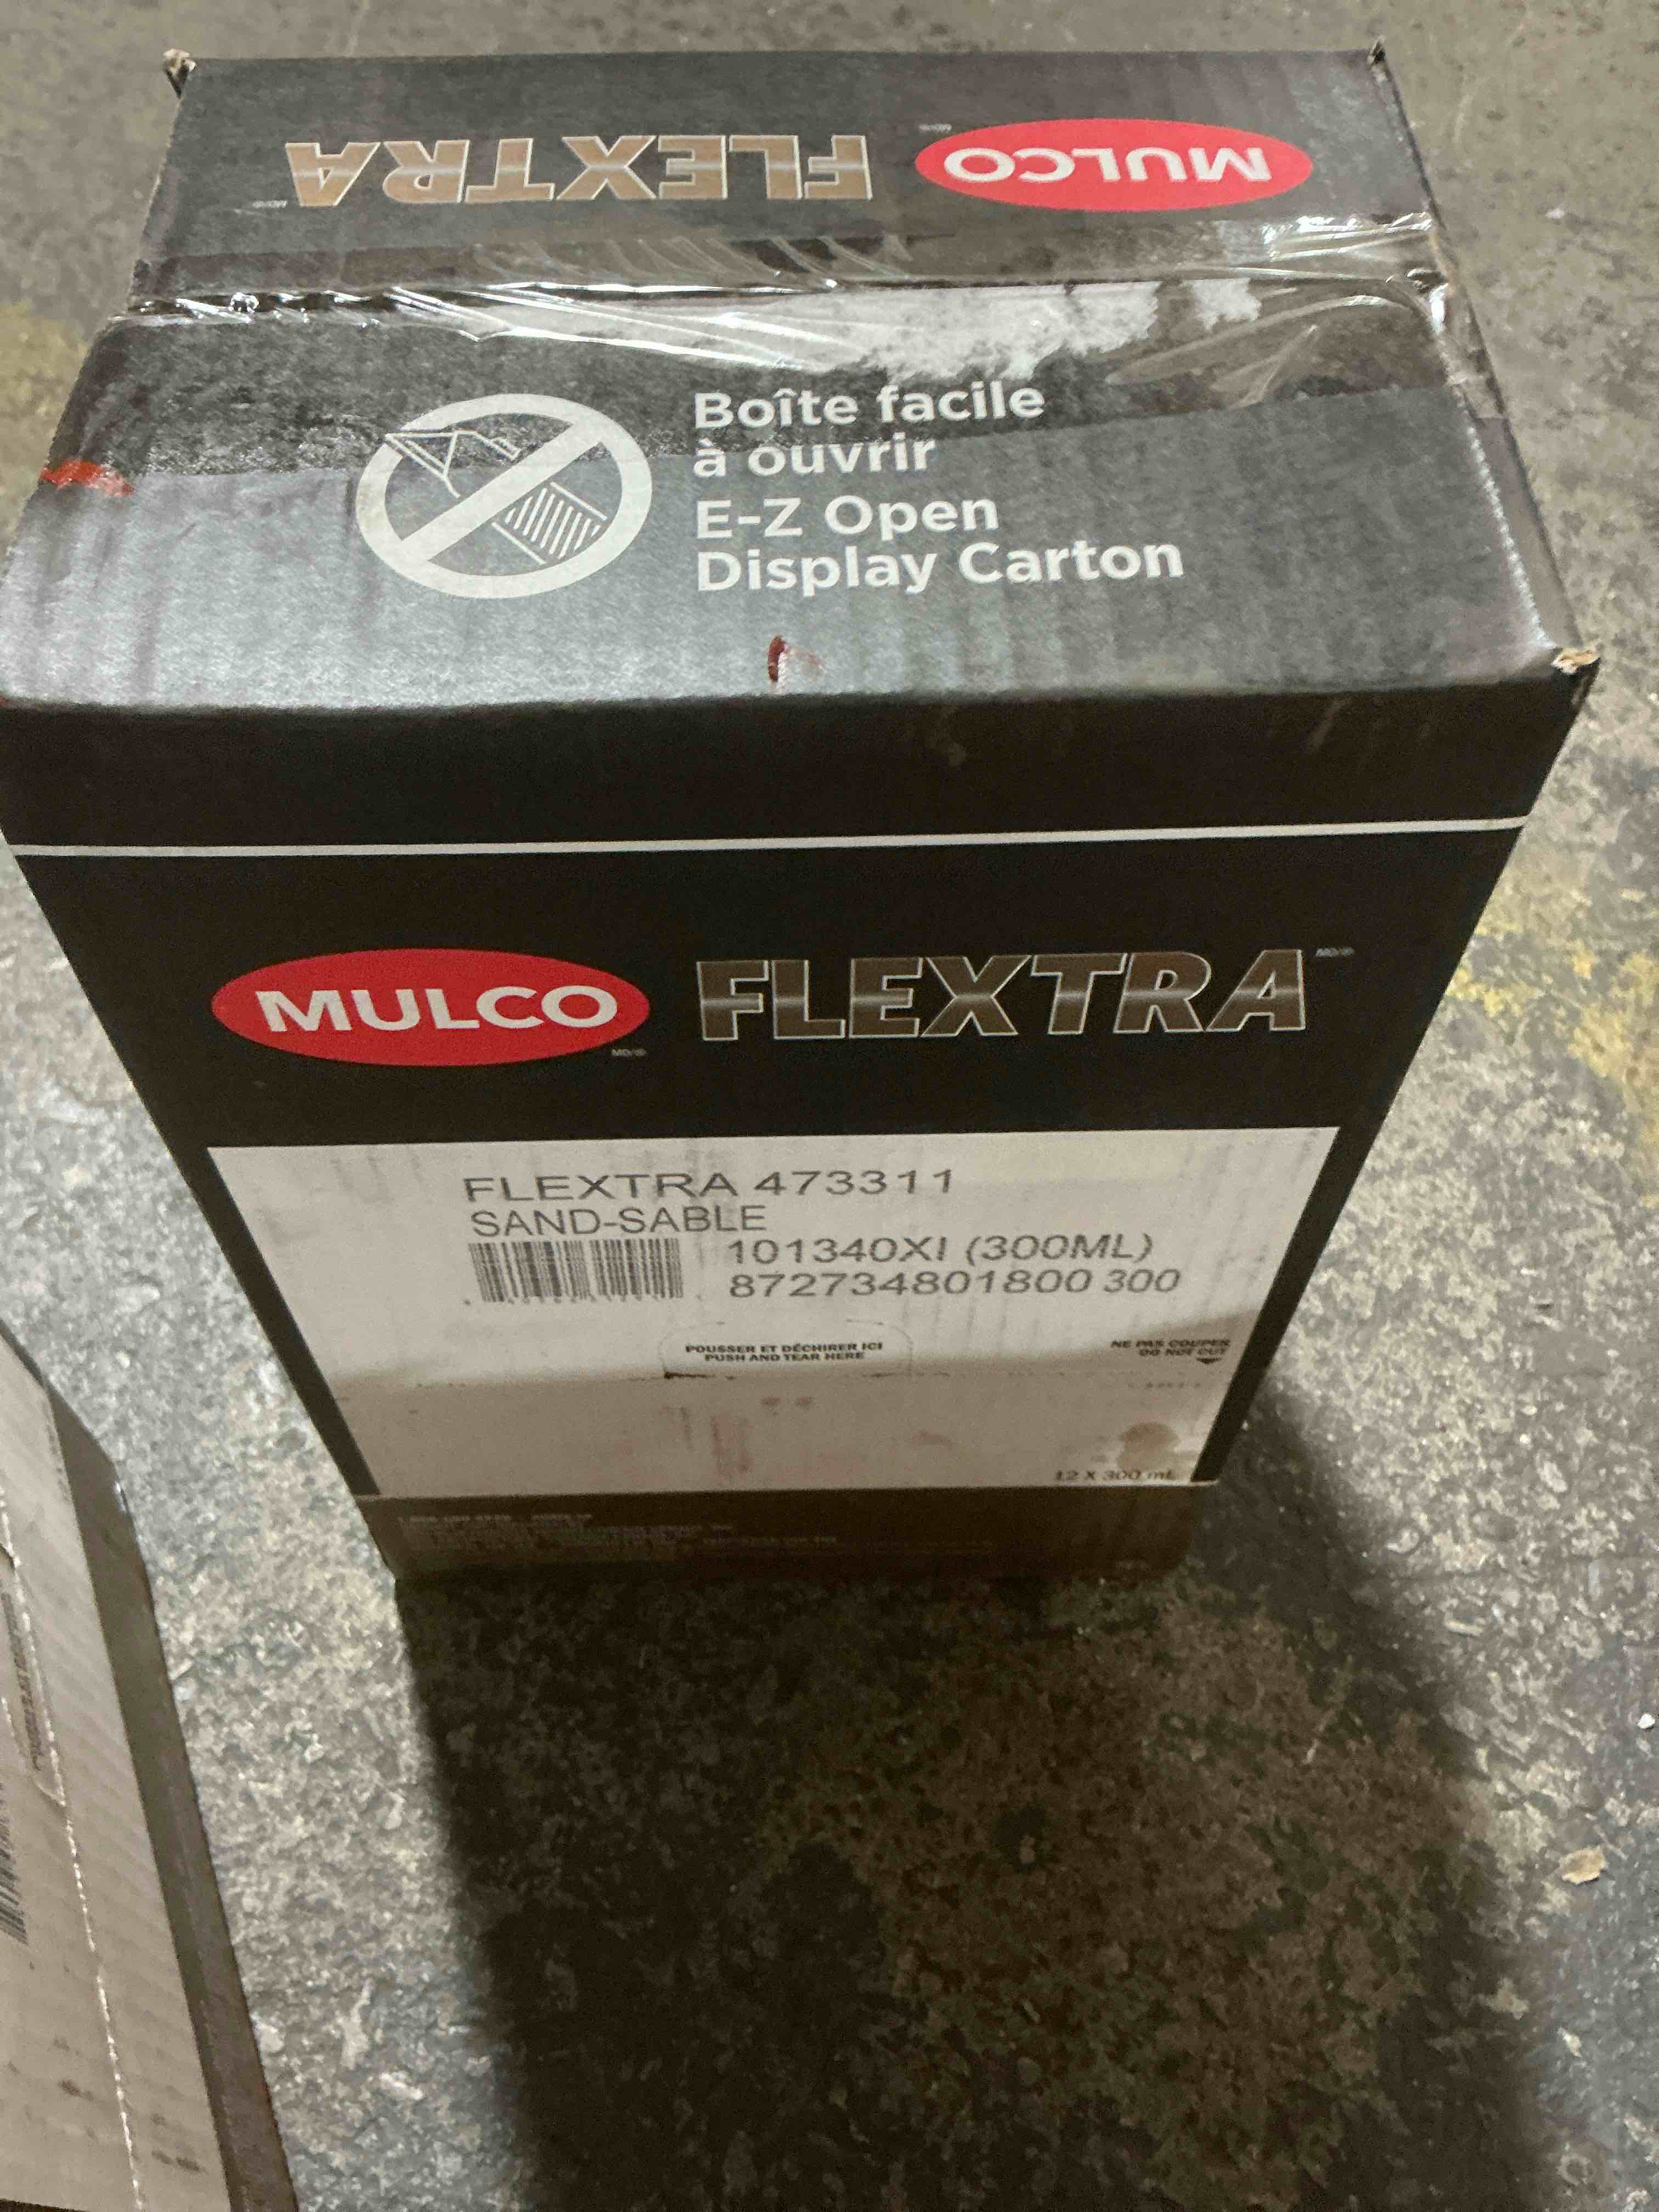 MULCO FLEXTRA
Boîte facile
à ouvrir
E-Z Open
Display Carton
MULCO FLEXTRA
FLEXTRA 473311
SAND-SABLE
101340XI (300ML)
872734801800 300
POUSSER ET DÉCHIRER ICI
PUSH AND TEAR HERE
NE PAS COUPER
DO NOT CUT
12 X 300 mL